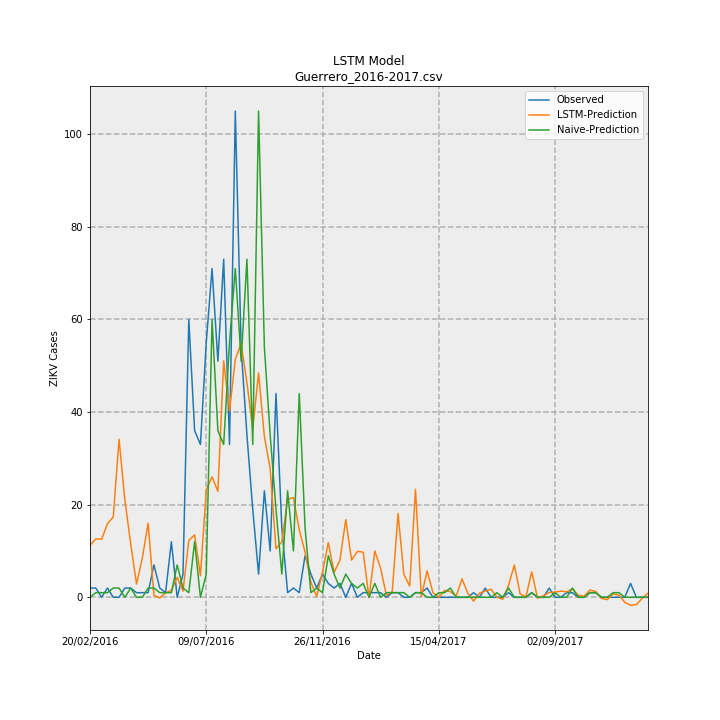 LSTM Model
Guerrero_2016-2017.csv
Observed
LSTM-Prediction
Naive-Prediction
100
80
60
40
20
0
ZIKV Cases
20/02/2016 09/07/2016 26/11/2016 15/04/2017 02/09/2017
Date